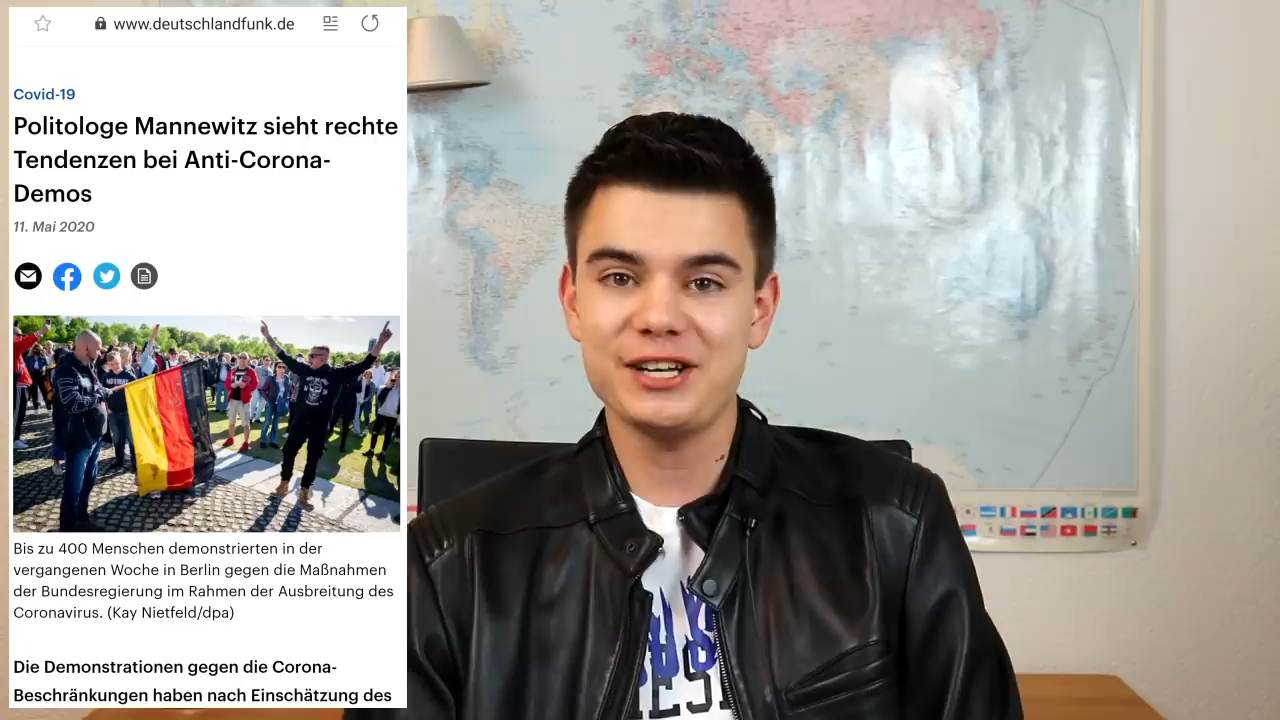 www.deutschlandfunk.de
Covid-19
Politologe Mannewitz sieht rechte
Tendenzen bei Anti-Corona-
Demos
11. Mai 2020
Bis zu 400 Menschen demonstrierten in der
vergangenen Woche in Berlin gegen die Maßnahmen
der Bundesregierung im Rahmen der Ausbreitung des
Coronavirus. (Kay Nietfeld/dpa)
Die Demonstrationen gegen die Corona-
Beschränkungen haben nach Einschätzung des